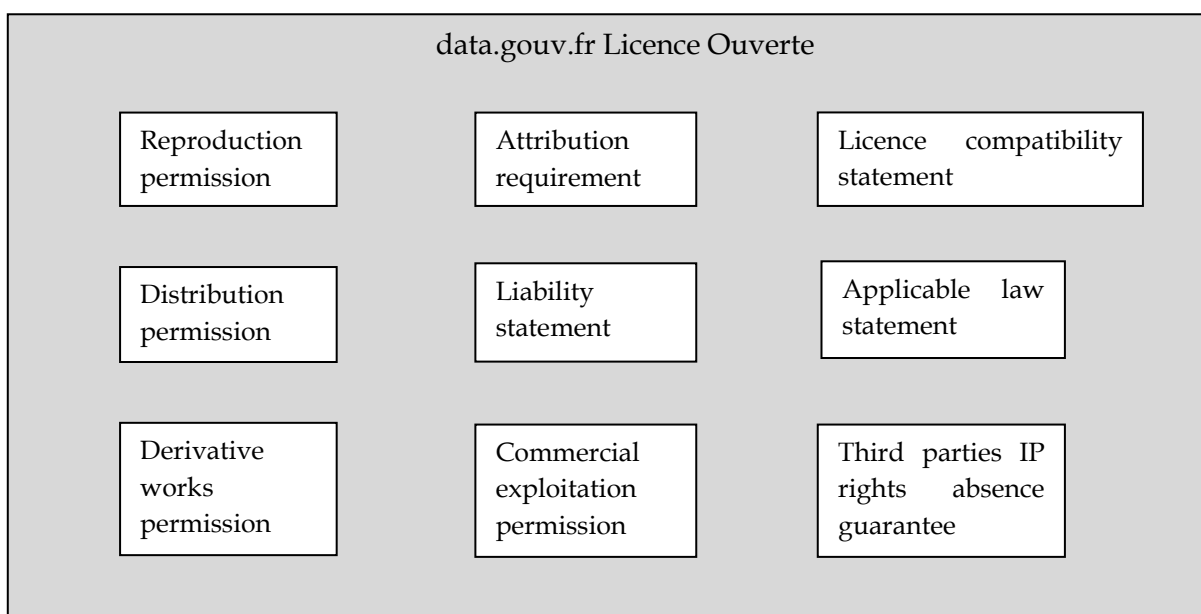 data.gouv.fr Licence Ouverte
Reproduction
permission
Attribution
requirement
Licence compatibility
statement
Distribution
permission
Liability
statement
Applicable law
statement
Derivative
works
permission
Commercial
exploitation
permission
Third parties IP
rights absence
guarantee